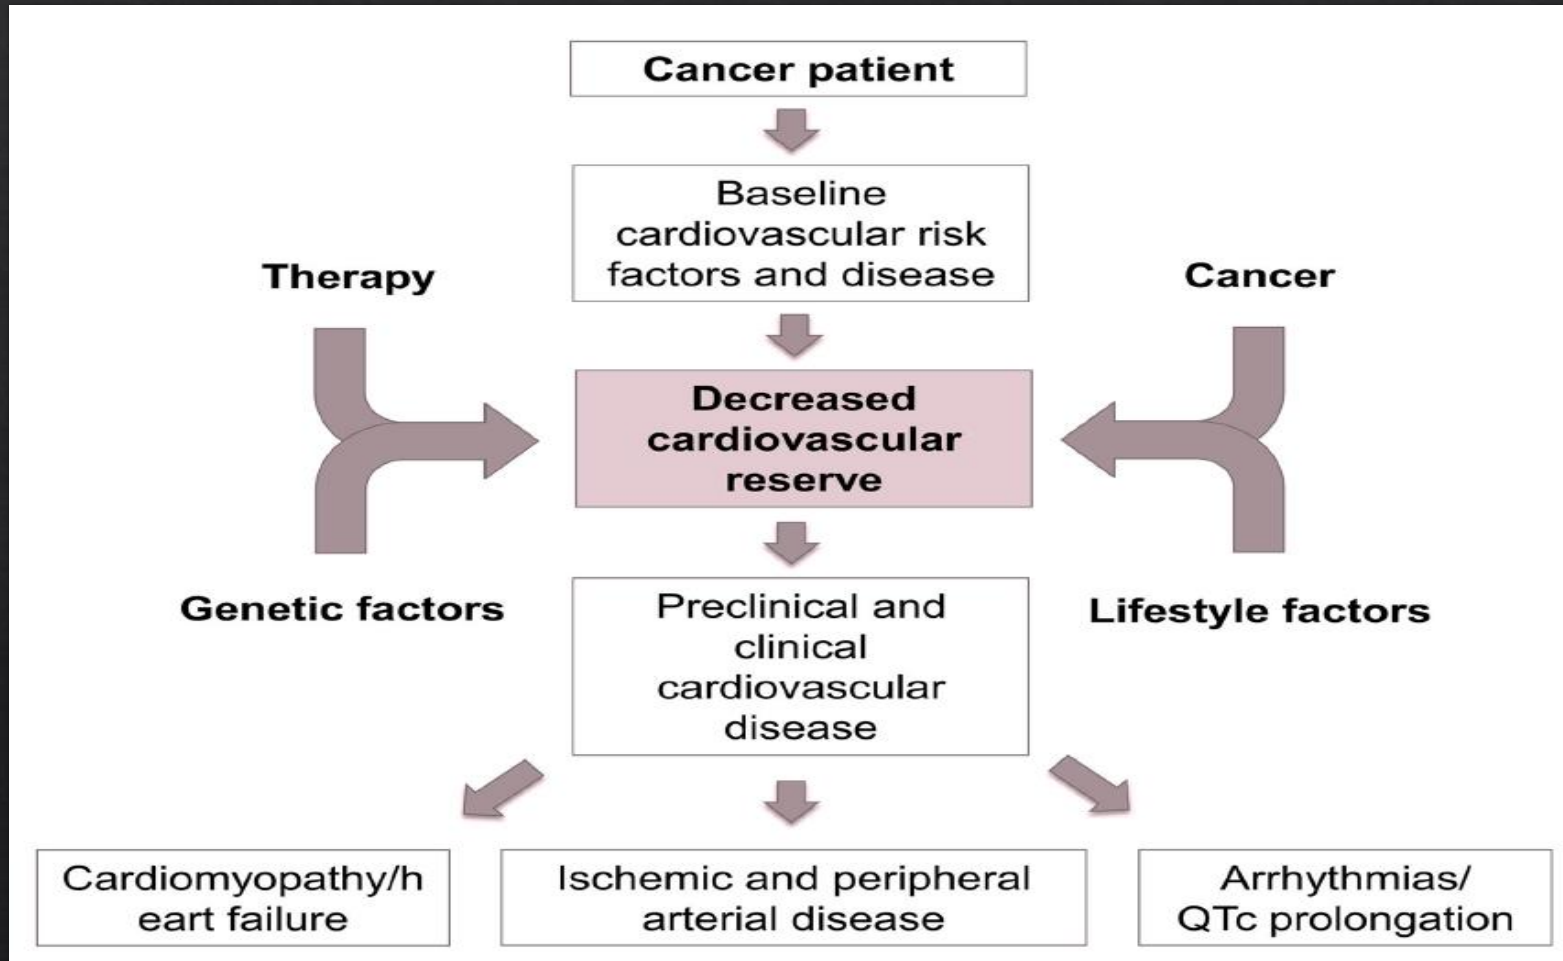 Cancer patient
Baseline
cardiovascular risk
factors and disease
Therapy
Cancer
Decreased
cardiovascular
reserve
Genetic factors
Lifestyle factors
Preclinical and
clinical
cardiovascular
disease
Cardiomyopathy/h
eart failure
Ischemic and peripheral
arterial disease
Arrhythmias/
QTc prolongation